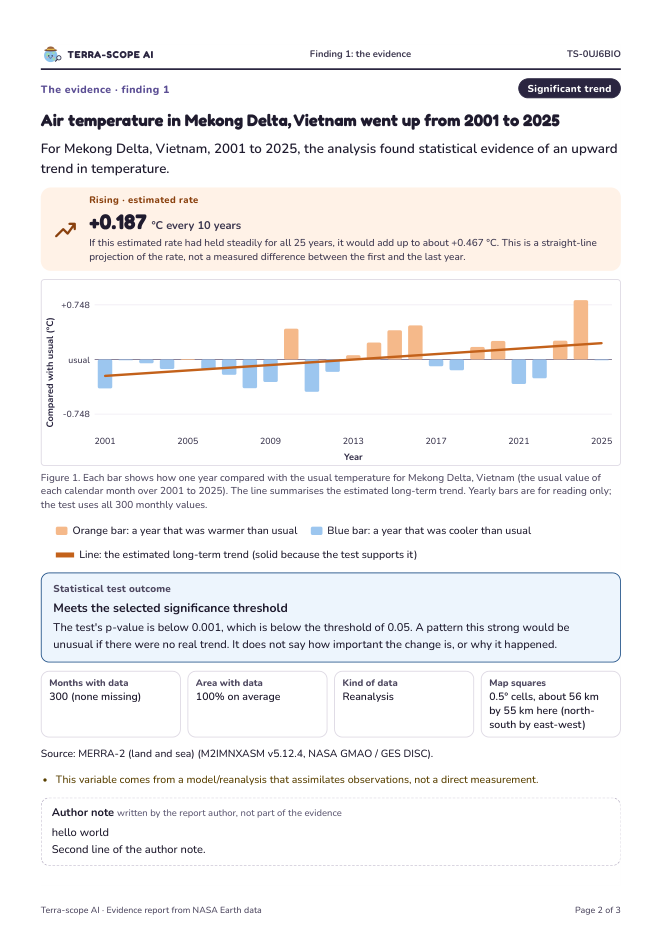 TERRA-SCOPE AI
Finding 1: the evidence
TS-0UJ6BIO
The evidence · finding 1
Significant trend
Air temperature in Mekong Delta, Vietnam went up from 2001 to 2025
For Mekong Delta, Vietnam, 2001 to 2025, the analysis found statistical evidence of an upward
trend in temperature.
Rising · estimated rate
+0.187 °C every 10 years
If this estimated rate had held steadily for all 25 years, it would add up to about +0.467 °C. This is a straight-line
projection of the rate, not a measured difference between the first and the last year.
Compared with usual (°C)
+0.748
usual
-0.748
2001 2005 2009 2013 2017 2021 2025
Year
Figure 1. Each bar shows how one year compared with the usual temperature for Mekong Delta, Vietnam (the usual value of
each calendar month over 2001 to 2025). The line summarises the estimated long-term trend. Yearly bars are for reading only;
the test uses all 300 monthly values.
Orange bar: a year that was warmer than usual
Blue bar: a year that was cooler than usual
Line: the estimated long-term trend (solid because the test supports it)
Statistical test outcome
Meets the selected significance threshold
The test's p-value is below 0.001, which is below the threshold of 0.05. A pattern this strong would be
unusual if there were no real trend. It does not say how important the change is, or why it happened.
Months with data
300 (none missing)
Area with data
100% on average
Kind of data
Reanalysis
Map squares
0.5° cells, about 56 km
by 55 km here (north-
south by east-west)
Source: MERRA-2 (land and sea) (M2IMNXASM v5.12.4, NASA GMAO / GES DISC).
• This variable comes from a model/reanalysis that assimilates observations, not a direct measurement.
Author note written by the report author, not part of the evidence
hello world
Second line of the author note.
Terra-scope AI · Evidence report from NASA Earth data
Page 2 of 3